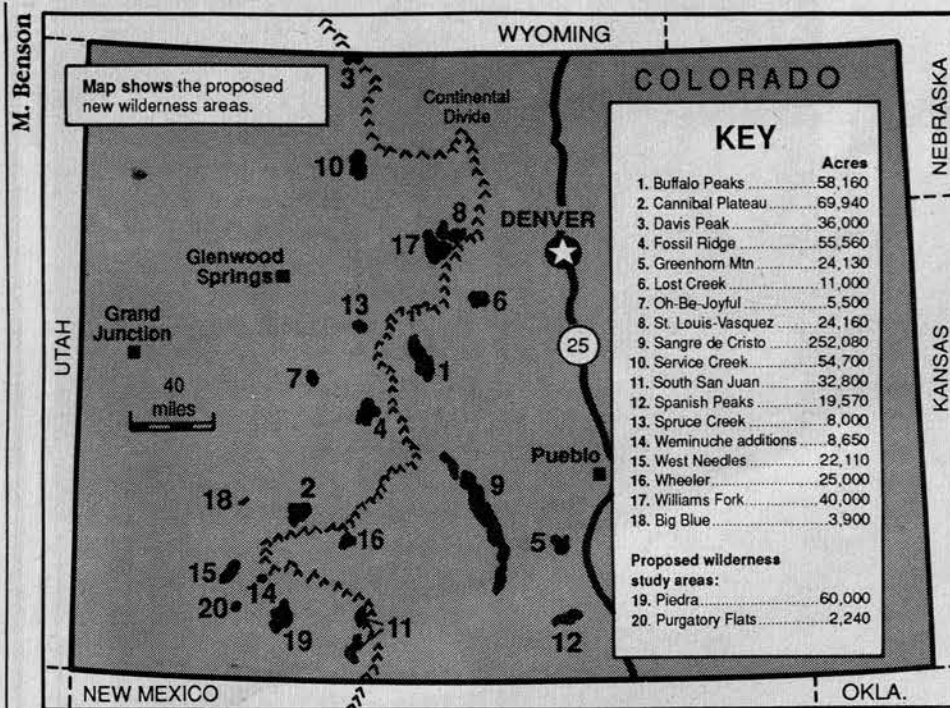 M. Benson
WYOMING
NEBRASKA
KANSAS
OKLA.
NEW MEXICO
UTAH
COLORADO
Map shows the proposed
new wilderness areas.
Continental
Divide
3
10
8
DENVER
17
Glenwood
Springs
13
6
Grand
Junction
25
1
7
40
miles
4
Pueblo
9
18
2
16
5
15
14
20
19
11
12
KEY
Acres
1. Buffalo Peaks ............ 58,160
2. Cannibal Plateau ........ 69,940
3. Davis Peak ............ 36,000
4. Fossil Ridge ............ 55,560
5. Greenhorn Mtn ............ 24,130
6. Lost Creek ............ 11,000
7. Oh-Be-Joyful ............ 5,500
8. St. Louis-Vasquez ........ 24,160
9. Sangre de Cristo ........ 252,080
10. Service Creek ............ 54,700
11. South San Juan ............ 32,800
12. Spanish Peaks ............ 19,570
13. Spruce Creek ............ 8,000
14. Weminuche additions .... 8,650
15. West Needles ............ 22,110
16. Wheeler ............ 25,000
17. Williams Fork ............ 40,000
18. Big Blue ............ 3,900
Proposed wilderness
study areas:
19. Piedra ............ 60,000
20. Purgatory Flats ............ 2,240